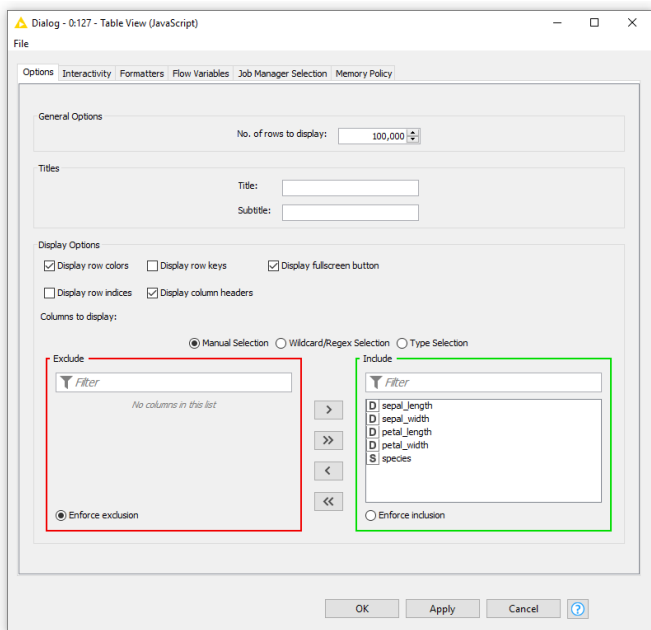 Dialog - 0:127 - Table View (JavaScript)
File
Options Interactivity Formatters Flow Variables Job Manager Selection Memory Policy
General Options
No. of rows to display: 100,000
Titles
Title:
Subtitle:
Display Options
Display row colors Display row keys Display fullscreen button
Display row indices Display column headers
Columns to display:
Manual Selection Wildcard/Regex Selection Type Selection
Exclude
Filter
No columns in this list
Enforce exclusion
>
>>
<
<<
Include
Filter
D sepal_length
D sepal_width
D petal_length
D petal_width
S species
Enforce inclusion
OK Apply Cancel ?